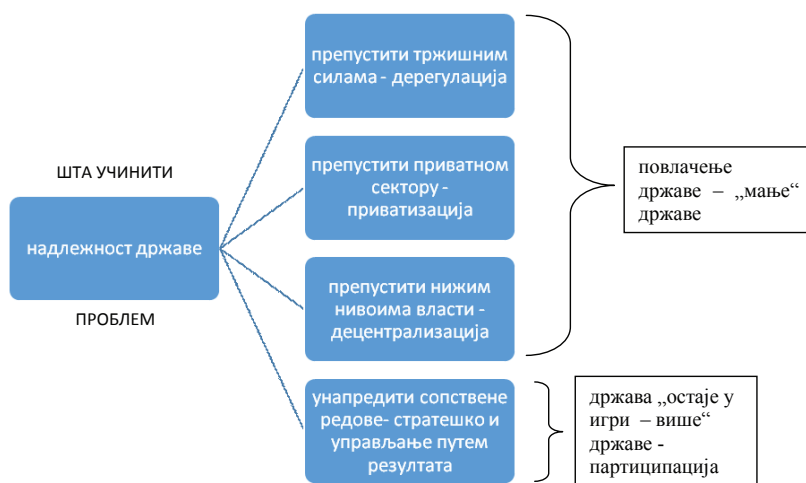 ШТА УЧИНИТИ
надлежност државе
ПРОБЛЕМ
препустити тржишним
силама - дерегулација
препустити приватном
сектору -
приватизација
препустити нижим
нивоима власти -
децентрализација
унапредити сопствене
редове- стратешко и
управљање путем
резултата
повлачење
државе – „мање“
државе
држава „остаје у
игри – више“
државе -
партиципација